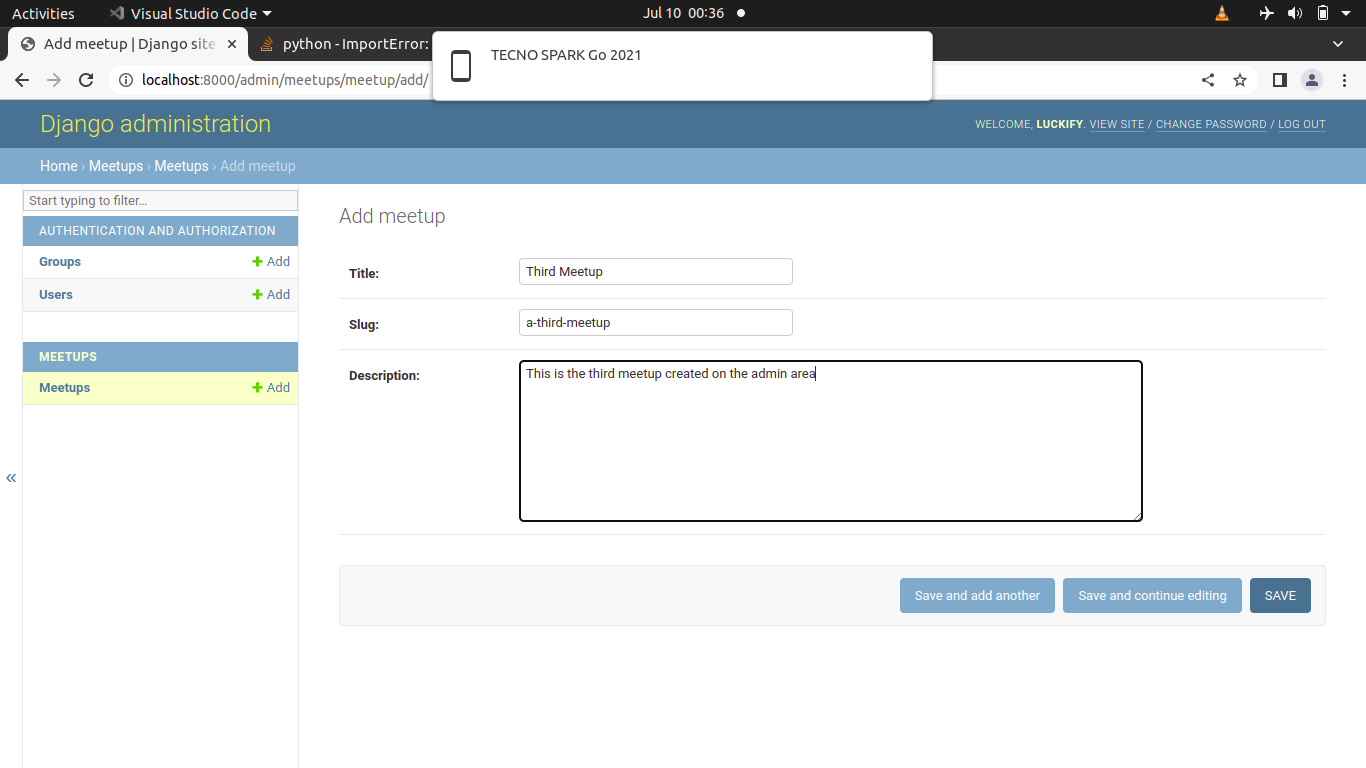 Activities
Visual Studio Code
Jul 10 00:36
Add meetup | Django site
python - ImportError:
TECNO SPARK Go 2021
localhost:8000/admin/meetups/meetup/add/
Django administration
WELCOME, LUCKIFY. VIEW SITE / CHANGE PASSWORD / LOG OUT
Home › Meetups › Meetups › Add meetup
Start typing to filter…
AUTHENTICATION AND AUTHORIZATION
Groups
Add
Users
Add
MEETUPS
Meetups
Add
«
Add meetup
Title:
Third Meetup
Slug:
a-third-meetup
Description:
This is the third meetup created on the admin area
Save and add another
Save and continue editing
SAVE